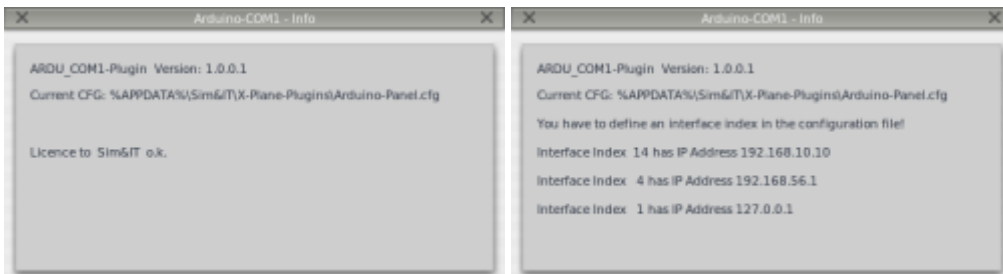 Arduino-COM1 - Info
ARDU_COM1-Plugin Version: 1.0.0.1
Current CFG: %APPDATA%\Sim&IT\X-Plane-Plugins\Arduino-Panel.cfg
Licence to Sim&IT o.k.
Arduino-COM1 - Info
ARDU_COM1-Plugin Version: 1.0.0.1
Current CFG: %APPDATA%\Sim&IT\X-Plane-Plugins\Arduino-Panel.cfg
You have to define an interface index in the configuration file!
Interface Index 14 has IP Address 192.168.10.10
Interface Index 4 has IP Address 192.168.56.1
Interface Index 1 has IP Address 127.0.0.1